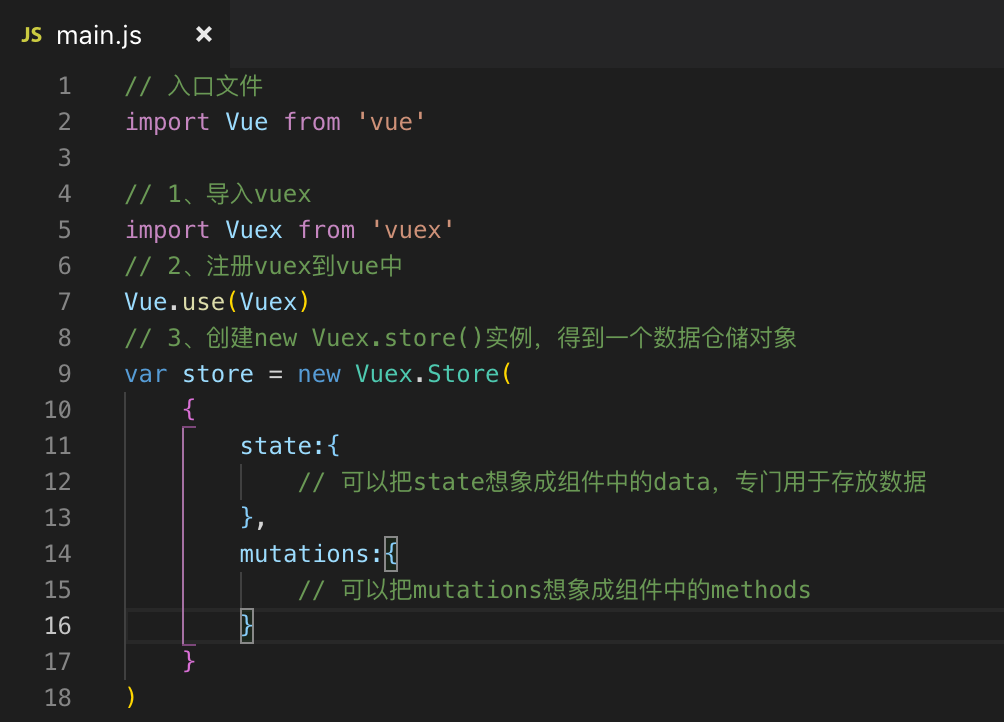 JS main.js ×
1 // 入口文件
2 import Vue from 'vue'
3
4 // 1、导入vuex
5 import Vuex from 'vuex'
6 // 2、注册vuex到vue中
7 Vue.use(Vuex)
8 // 3、创建new Vuex.store()实例，得到一个数据仓储对象
9 var store = new Vuex.Store(
10 {
11 state:{
12 // 可以把state想象成组件中的data，专门用于存放数据
13 },
14 mutations:{
15 // 可以把mutations想象成组件中的methods
16 }
17 }
18 )